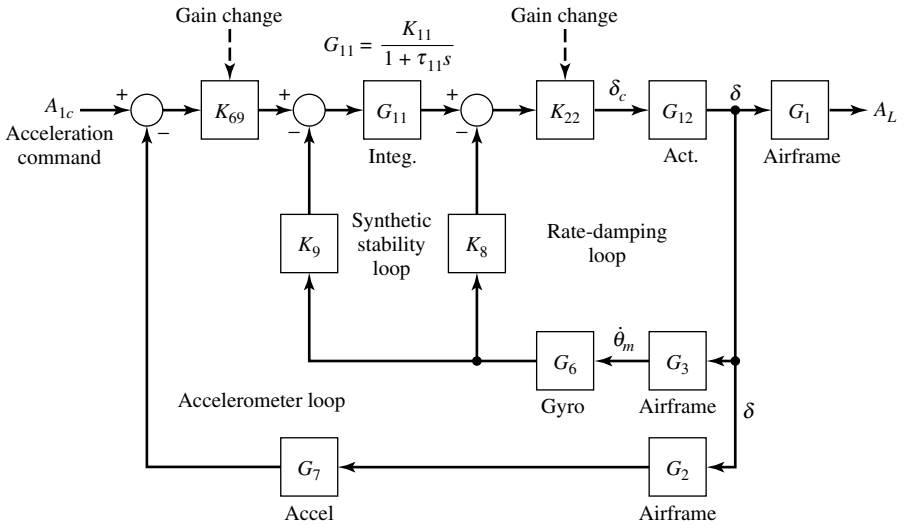 Gain change
Gain change
G₁₁ = K₁₁ / (1 + τ₁₁s)
A₁c
+
−
K₆₉
+
−
G₁₁
+
−
K₂₂
δc
G₁₂
δ
G₁
A_L
Acceleration
command
Integ.
Act.
Airframe
K₉
Synthetic
stability
loop
K₈
Rate-damping
loop
G₆
θ̇m
G₃
Gyro
Airframe
δ
Accelerometer loop
G₇
G₂
Accel
Airframe